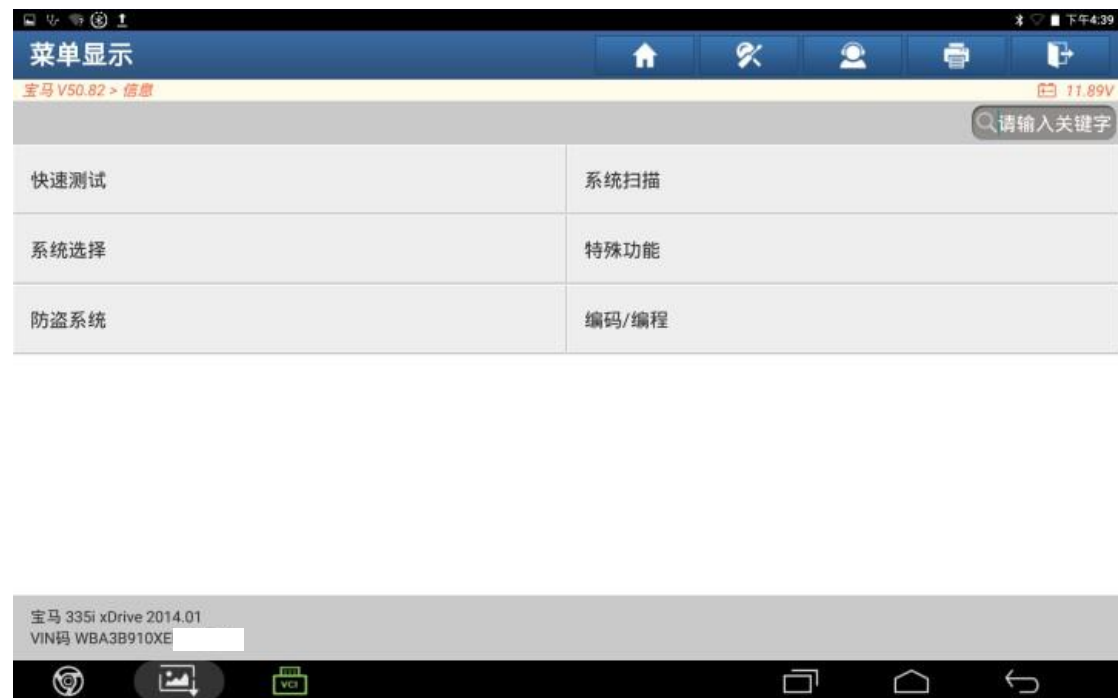 下午4:39
菜单显示
宝马 V50.82 > 信息 11.89V
请输入关键字
快速测试 系统扫描
系统选择 特殊功能
防盗系统 编码/编程
宝马 335i xDrive 2014.01
VIN码 WBA3B910XE
VCI